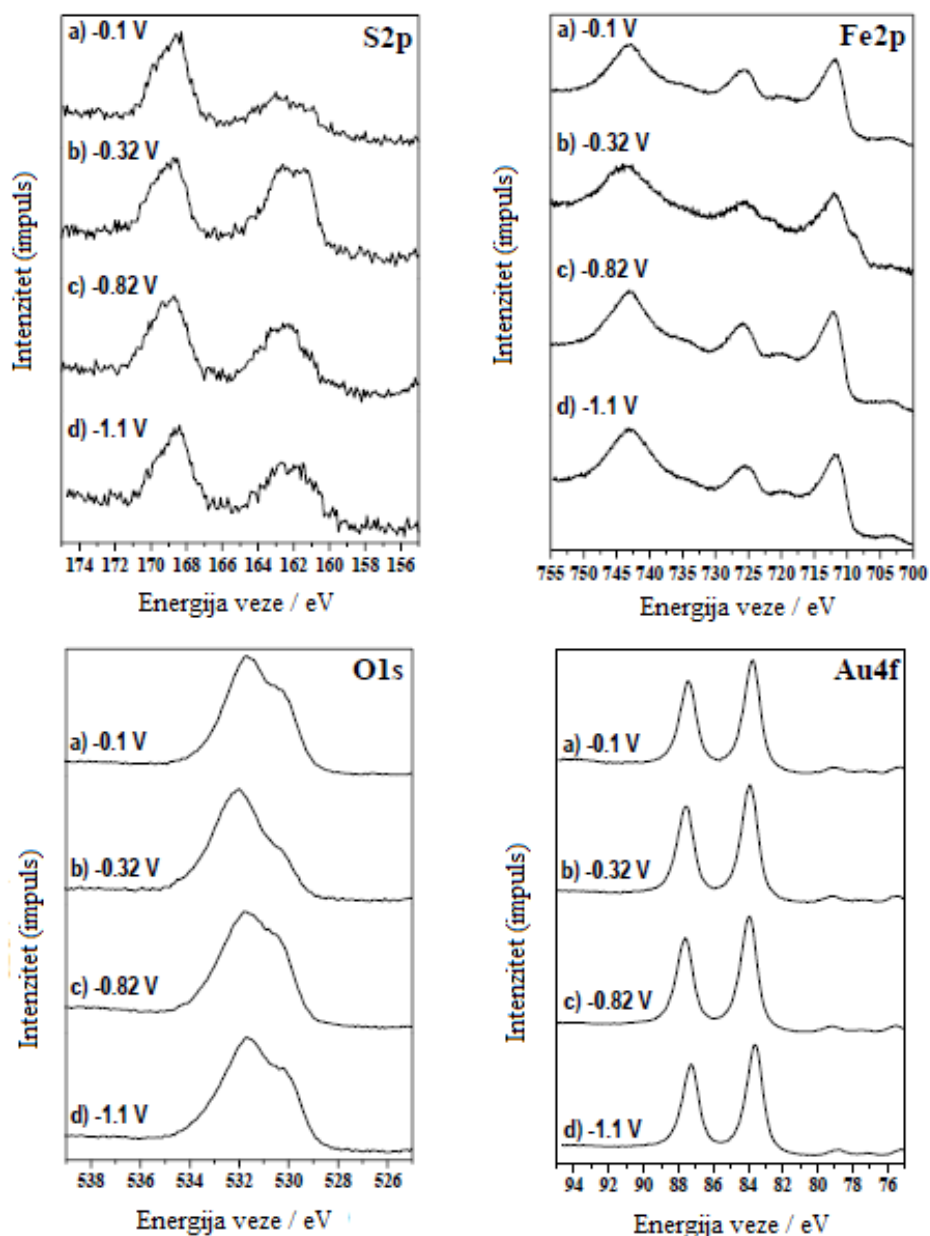 S2p
a) -0.1 V
b) -0.32 V
c) -0.82 V
d) -1.1 V
Intenzitet (impuls)
174 172 170 168 166 164 162 160 158 156 155
Energija veze / eV
Fe2p
a) -0.1 V
b) -0.32 V
c) -0.82 V
d) -1.1 V
Intenzitet (impuls)
755 750 745 740 735 730 725 720 715 710 705 700
Energija veze / eV
O1s
a) -0.1 V
b) -0.32 V
c) -0.82 V
d) -1.1 V
Intenzitet (impuls)
538 536 534 532 530 528 526
Energija veze / eV
Au4f
a) -0.1 V
b) -0.32 V
c) -0.82 V
d) -1.1 V
Intenzitet (impuls)
94 92 90 88 86 84 82 80 78 76
Energija veze / eV